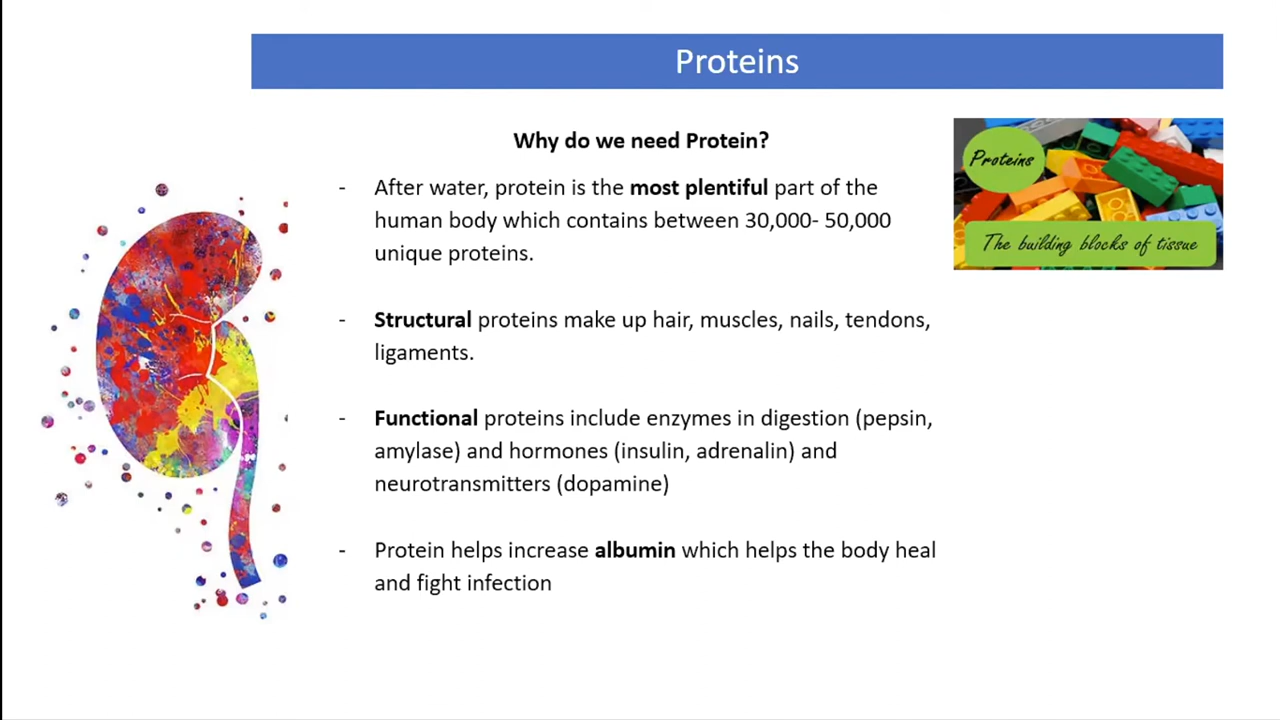 Proteins
Why do we need Protein?
- After water, protein is the most plentiful part of the
human body which contains between 30,000- 50,000
unique proteins.
- Structural proteins make up hair, muscles, nails, tendons,
ligaments.
- Functional proteins include enzymes in digestion (pepsin,
amylase) and hormones (insulin, adrenalin) and
neurotransmitters (dopamine)
- Protein helps increase albumin which helps the body heal
and fight infection
Proteins
The building blocks of tissue